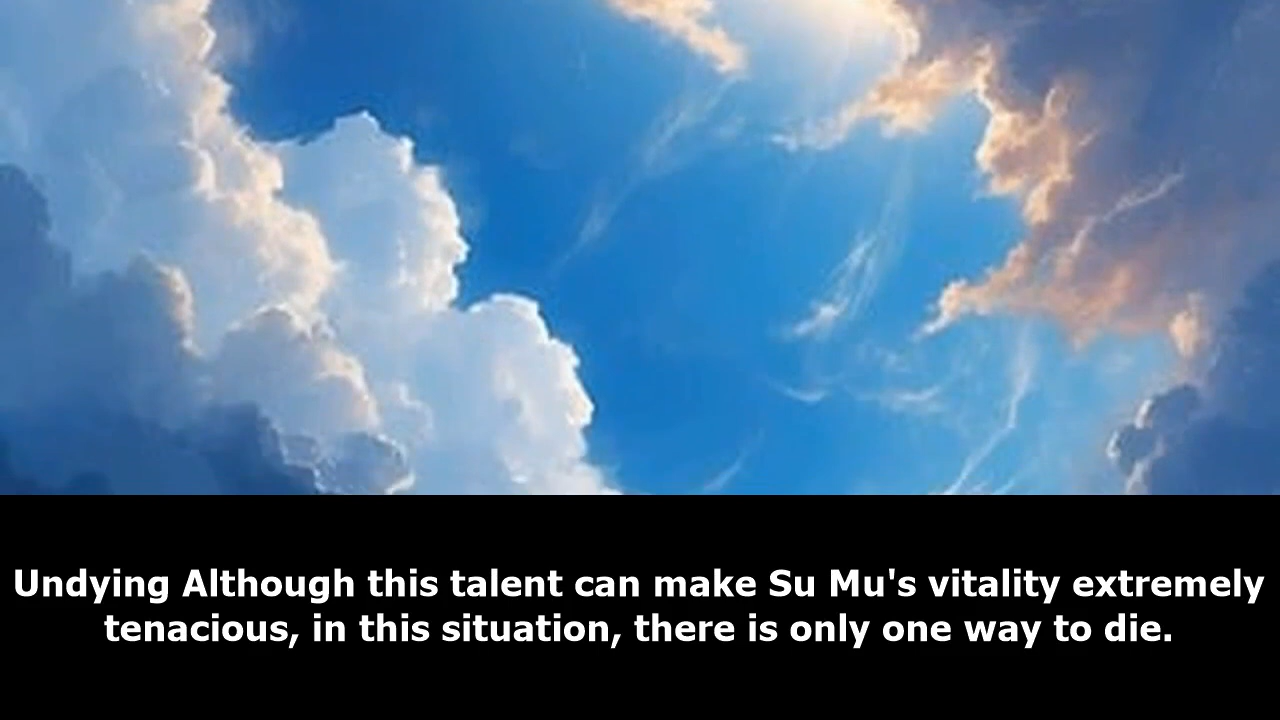 Undying Although this talent can make Su Mu's vitality extremely
tenacious, in this situation, there is only one way to die.